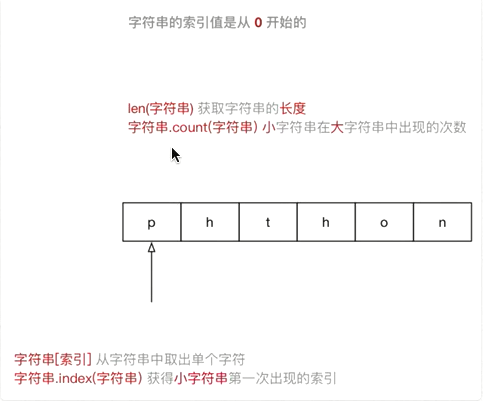 字符串的索引值是从 0 开始的
len(字符串) 获取字符串的长度
字符串.count(字符串) 小字符串在大字符串中出现的次数
p h t h o n
字符串[索引] 从字符串中取出单个字符
字符串.index(字符串) 获得小字符串第一次出现的索引